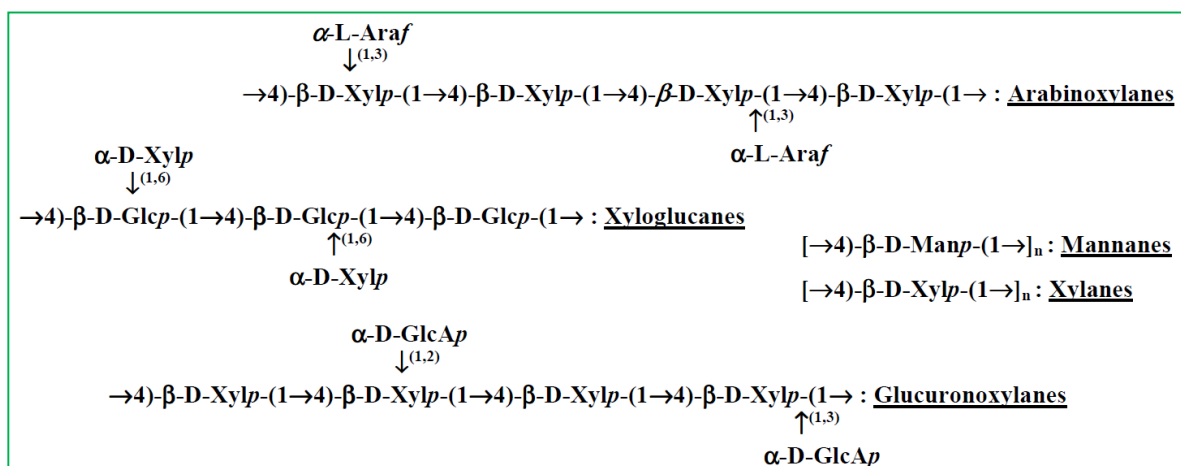 α-L-Araf
↓(1,3)
→4)-β-D-Xylp-(1→4)-β-D-Xylp-(1→4)-β-D-Xylp-(1→4)-β-D-Xylp-(1→ : Arabinoxylanes
↑(1,3)
α-L-Araf
α-D-Xylp
↓(1,6)
→4)-β-D-Glcp-(1→4)-β-D-Glcp-(1→4)-β-D-Glcp-(1→ : Xyloglucanes
↑(1,6)
α-D-Xylp
[→4)-β-D-Manp-(1→]n : Mannanes
[→4)-β-D-Xylp-(1→]n : Xylanes
α-D-GlcAp
↓(1,2)
→4)-β-D-Xylp-(1→4)-β-D-Xylp-(1→4)-β-D-Xylp-(1→4)-β-D-Xylp-(1→ : Glucuronoxylanes
↑(1,3)
α-D-GlcAp